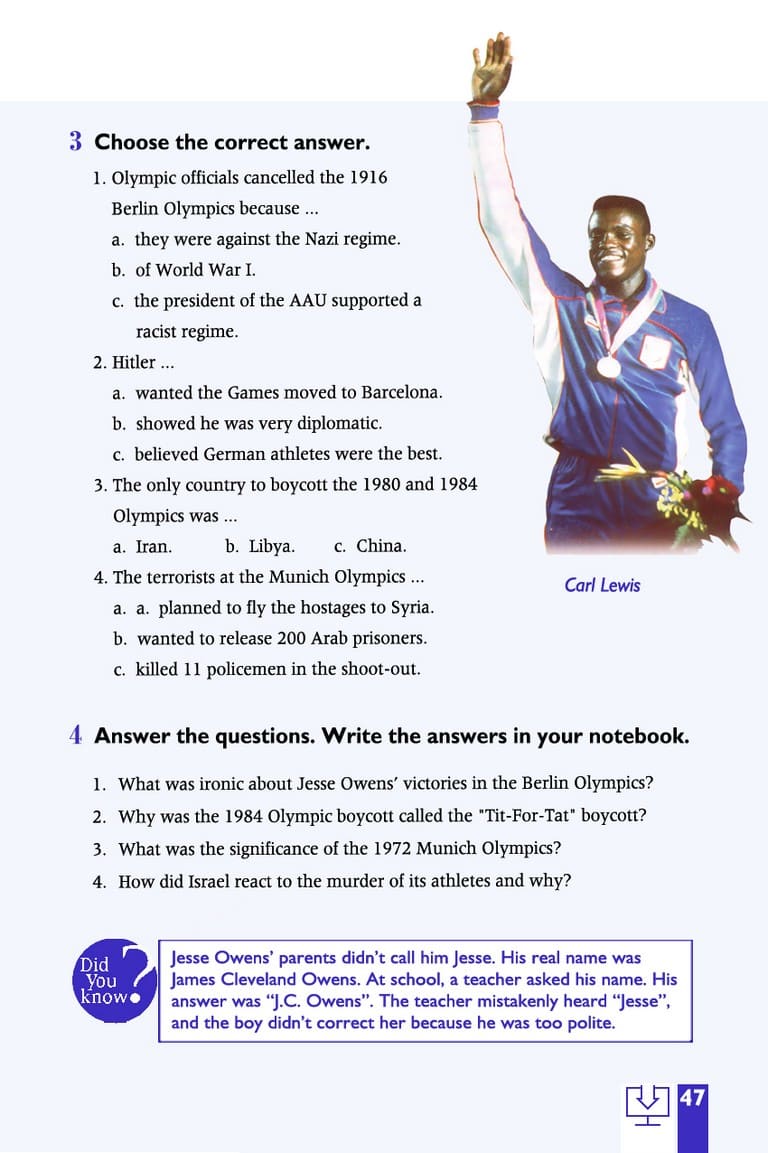 3 Choose the correct answer.
1. Olympic officials cancelled the 1916
Berlin Olympics because ...
a. they were against the Nazi regime.
b. of World War I.
c. the president of the AAU supported a
racist regime.
2. Hitler ...
a. wanted the Games moved to Barcelona.
b. showed he was very diplomatic.
c. believed German athletes were the best.
3. The only country to boycott the 1980 and 1984
Olympics was ...
a. Iran. b. Libya. c. China.
4. The terrorists at the Munich Olympics ...
a. a. planned to fly the hostages to Syria.
b. wanted to release 200 Arab prisoners.
c. killed 11 policemen in the shoot-out.
Carl Lewis
4 Answer the questions. Write the answers in your notebook.
1. What was ironic about Jesse Owens’ victories in the Berlin Olympics?
2. Why was the 1984 Olympic boycott called the "Tit-For-Tat" boycott?
3. What was the significance of the 1972 Munich Olympics?
4. How did Israel react to the murder of its athletes and why?
Did
You
know?
Jesse Owens’ parents didn’t call him Jesse. His real name was
James Cleveland Owens. At school, a teacher asked his name. His
answer was “J.C. Owens”. The teacher mistakenly heard “Jesse”,
and the boy didn’t correct her because he was too polite.
47